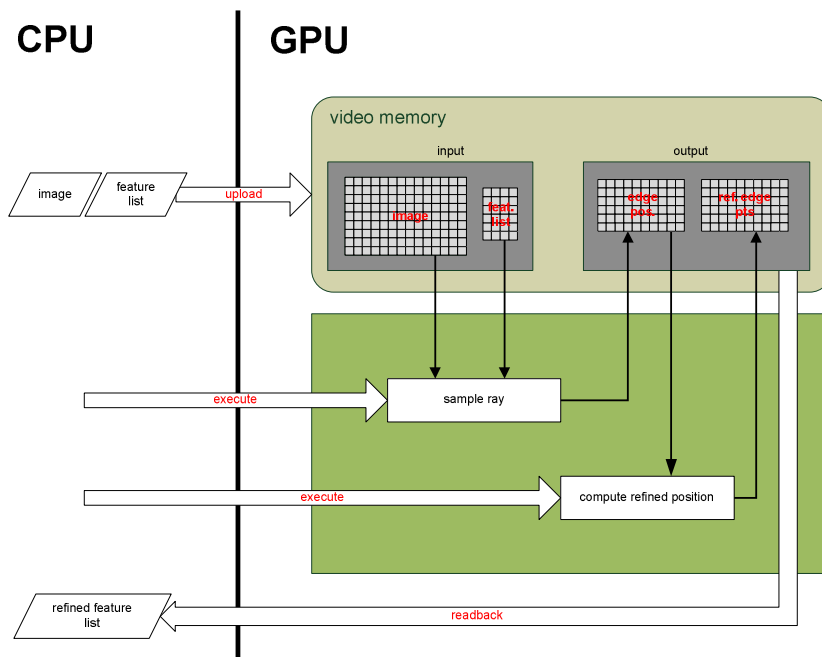 CPU
GPU
video memory
input
output
image
feature
list
upload
image
feat.
list
edge
pos.
ref. edge
pts
execute
sample ray
execute
compute refined position
refined feature
list
readback